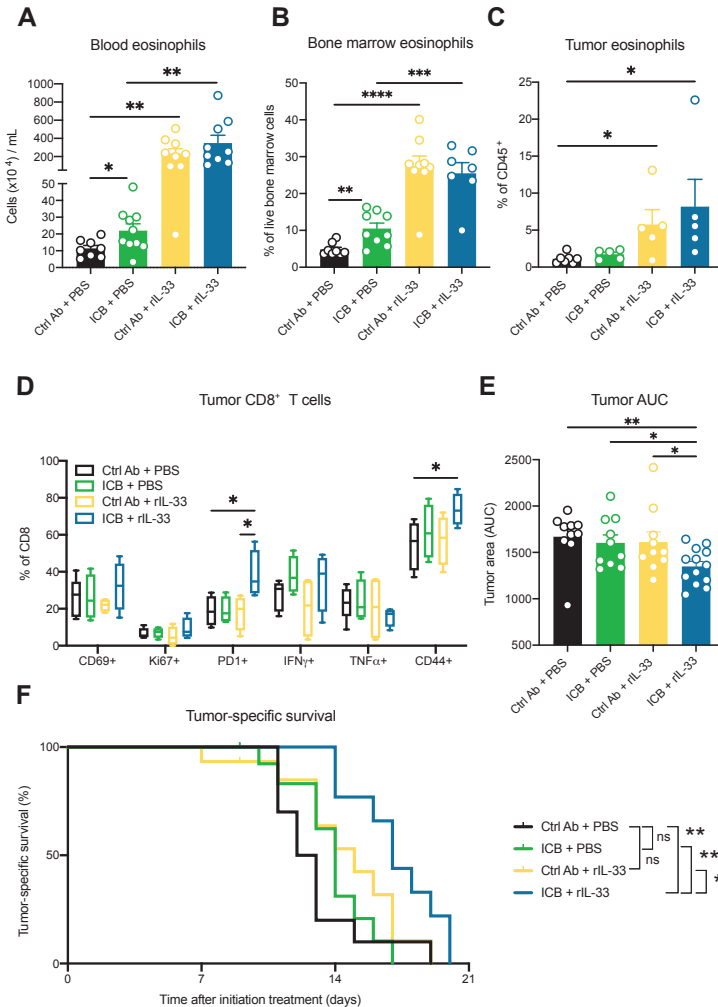 A
Blood eosinophils
Cells (x10⁴) / mL
1000
800
600
400
200
50
40
30
20
10
0
**
**
*
Ctrl Ab + PBS
ICB + PBS
Ctrl Ab + rIL-33
ICB + rIL-33
B
Bone marrow eosinophils
% of live bone marrow cells
50
40
30
20
10
0
***
****
**
Ctrl Ab + PBS
ICB + PBS
Ctrl Ab + rIL-33
ICB + rIL-33
C
Tumor eosinophils
% of CD45⁺
25
20
15
10
5
0
*
*
Ctrl Ab + PBS
ICB + PBS
Ctrl Ab + rIL-33
ICB + rIL-33
D
Tumor CD8⁺ T cells
% of CD8
100
80
60
40
20
0
Ctrl Ab + PBS
ICB + PBS
Ctrl Ab + rIL-33
ICB + rIL-33
*
*
*
CD69+
Ki67+
PD1+
IFNγ+
TNFα+
CD44+
E
Tumor AUC
Tumor area (AUC)
2500
2000
1500
1000
500
**
*
*
Ctrl Ab + PBS
ICB + PBS
Ctrl Ab + rIL-33
ICB + rIL-33
F
Tumor-specific survival
Tumor-specific survival (%)
100
50
0
0
7
14
21
Time after initiation treatment (days)
Ctrl Ab + PBS
ICB + PBS
Ctrl Ab + rIL-33
ICB + rIL-33
ns
ns
**
**
*